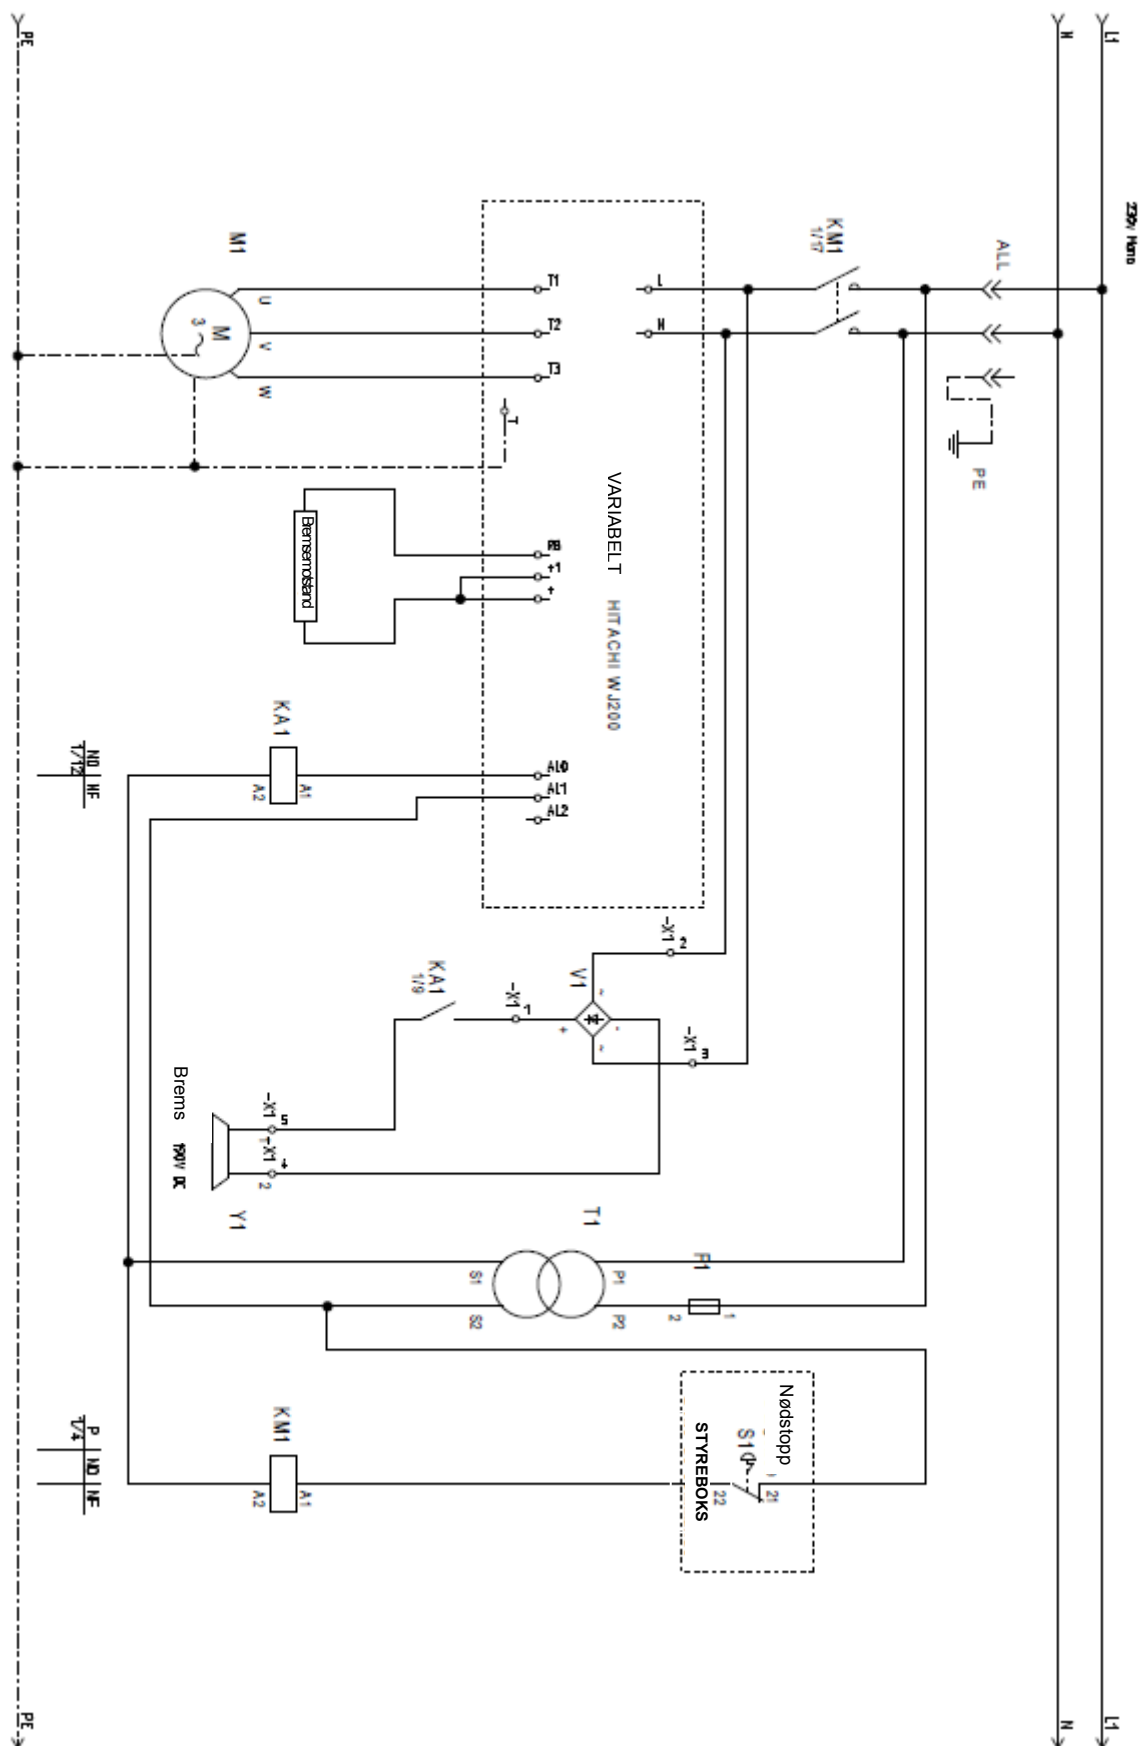 L1
N
PE
230v Mono
ALL
PE
KM1
1/17
L
N
T1
T2
T3
T
VARIABELT
HITACHI WJ200
RB
+1
+
AL0
AL1
AL2
M1
U
V
W
M
3
Bremsemotstand
KA1
A1
A2
NO NF
1/12
-X1 2
-X1 3
V1
~
-
+
~
-X1 1
KA1
1/9
-X1 5
1
-X1 4
2
Brems 190V DC
Y1
T1
F1
1
2
P1
P2
S1
S2
Nødstopp
S1
21
22
STYREBOKS
KM1
A1
A2
P NO NF
1/4
L1
N
PE